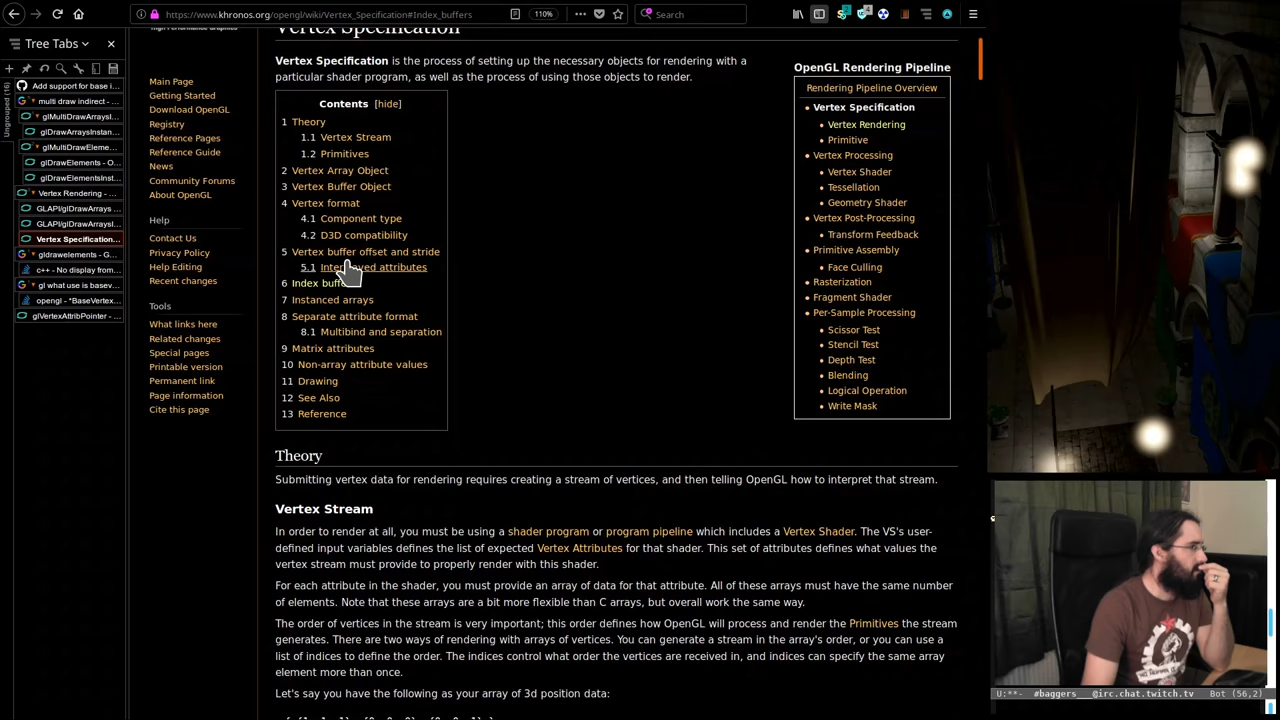 https://www.khronos.org/opengl/wiki/Vertex_Specification#Index_buffers
110%
Search
Tree Tabs
Ungrouped (16)
Add support for base i...
multi draw indirect - ...
glMultiDrawArraysI...
glDrawArraysInstan...
glMultiDrawEleme...
glDrawElements - O...
glDrawElementsInst...
Vertex Rendering - ...
GLAPI/glDrawArrays ...
GLAPI/glDrawArraysI...
Vertex Specification...
gldrawelements - G...
c++ - No display from...
gl what use is basev...
opengl - *BaseVertex...
glVertexAttribPointer - ...
High Performance Graphics
Main Page
Getting Started
Download OpenGL
Registry
Reference Pages
Reference Guide
News
Community Forums
About OpenGL
Help
Contact Us
Privacy Policy
Help Editing
Recent changes
Tools
What links here
Related changes
Special pages
Printable version
Permanent link
Page information
Cite this page
Vertex Specification
Vertex Specification is the process of setting up the necessary objects for rendering with a
particular shader program, as well as the process of using those objects to render.
Contents [hide]
1 Theory
1.1 Vertex Stream
1.2 Primitives
2 Vertex Array Object
3 Vertex Buffer Object
4 Vertex format
4.1 Component type
4.2 D3D compatibility
5 Vertex buffer offset and stride
5.1 Interleaved attributes
6 Index buffers
7 Instanced arrays
8 Separate attribute format
8.1 Multibind and separation
9 Matrix attributes
10 Non-array attribute values
11 Drawing
12 See Also
13 Reference
OpenGL Rendering Pipeline
Rendering Pipeline Overview
Vertex Specification
Vertex Rendering
Primitive
Vertex Processing
Vertex Shader
Tessellation
Geometry Shader
Vertex Post-Processing
Transform Feedback
Primitive Assembly
Face Culling
Rasterization
Fragment Shader
Per-Sample Processing
Scissor Test
Stencil Test
Depth Test
Blending
Logical Operation
Write Mask
Theory
Submitting vertex data for rendering requires creating a stream of vertices, and then telling OpenGL how to interpret that stream.
Vertex Stream
In order to render at all, you must be using a shader program or program pipeline which includes a Vertex Shader. The VS's user-
defined input variables defines the list of expected Vertex Attributes for that shader. This set of attributes defines what values the
vertex stream must provide to properly render with this shader.
For each attribute in the shader, you must provide an array of data for that attribute. All of these arrays must have the same number
of elements. Note that these arrays are a bit more flexible than C arrays, but overall work the same way.
The order of vertices in the stream is very important; this order defines how OpenGL will process and render the Primitives the stream
generates. There are two ways of rendering with arrays of vertices. You can generate a stream in the array's order, or you can use a
list of indices to define the order. The indices control what order the vertices are received in, and indices can specify the same array
element more than once.
Let's say you have the following as your array of 3d position data:
U:**- #baggers___@irc.chat.twitch.tv Bot (56,2)